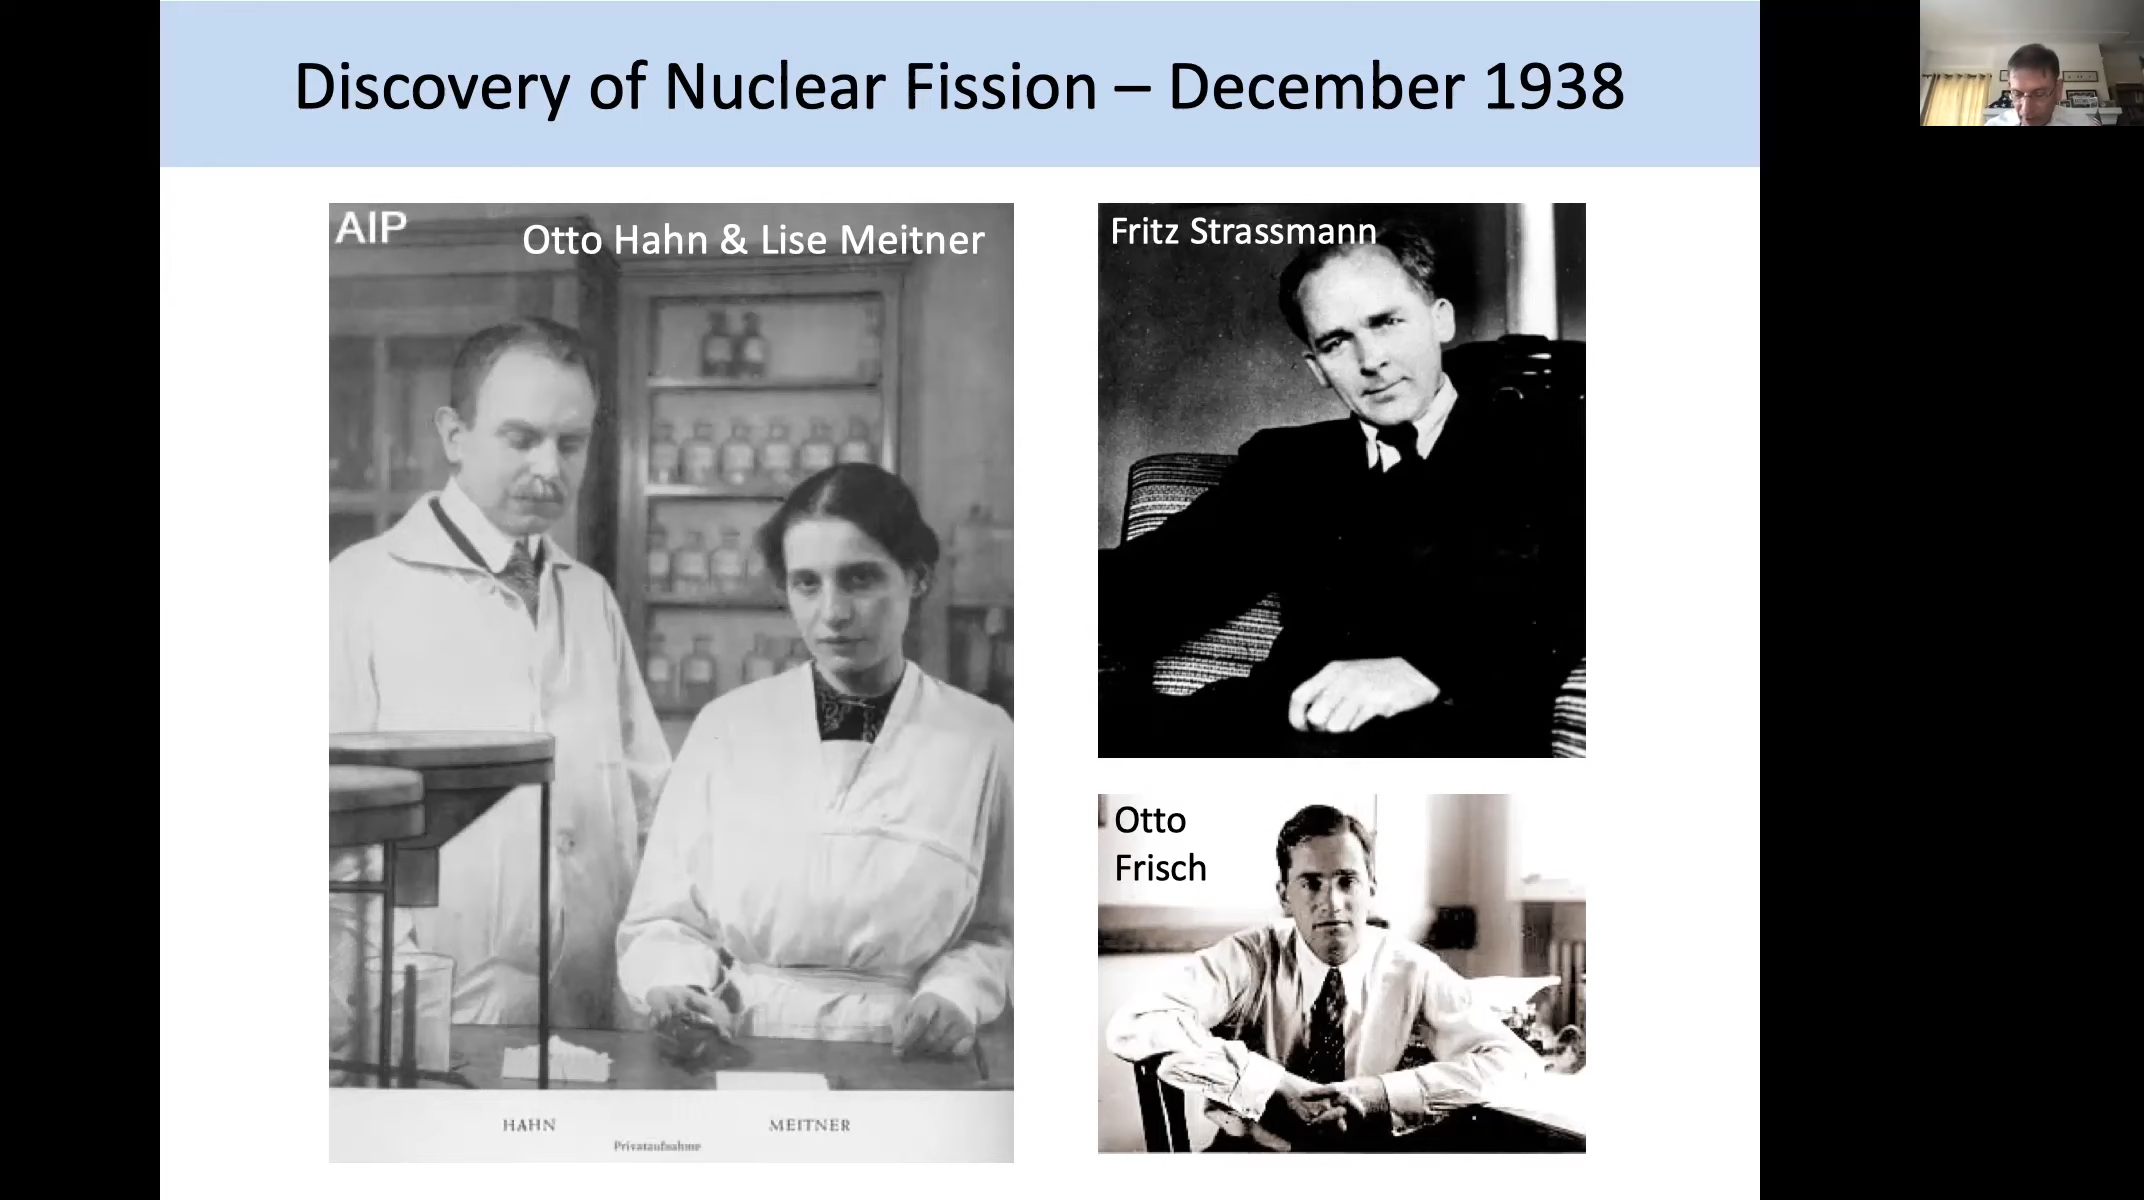 Discovery of Nuclear Fission – December 1938
AIP
Otto Hahn & Lise Meitner
HAHN
MEITNER
Privataufnahme
Fritz Strassmann
Otto
Frisch